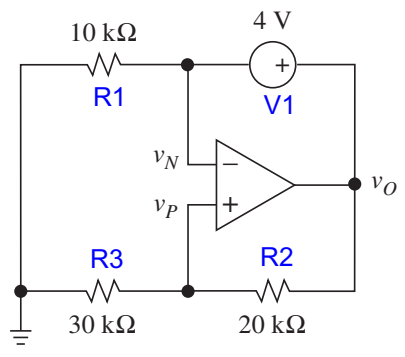 4 V
10 kΩ
+
R1
V1
v_N
−
v_P
+
v_O
R3
R2
30 kΩ
20 kΩ